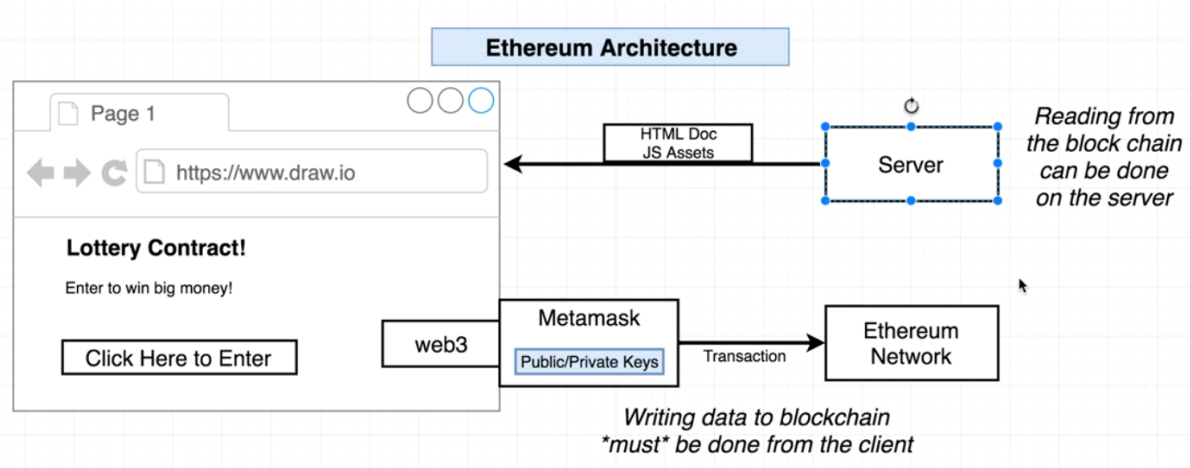 Ethereum Architecture
Page 1
https://www.draw.io
Lottery Contract!
Enter to win big money!
Click Here to Enter
web3
Metamask
Public/Private Keys
HTML Doc
JS Assets
Server
Reading from
the block chain
can be done
on the server
Transaction
Ethereum
Network
Writing data to blockchain
*must* be done from the client